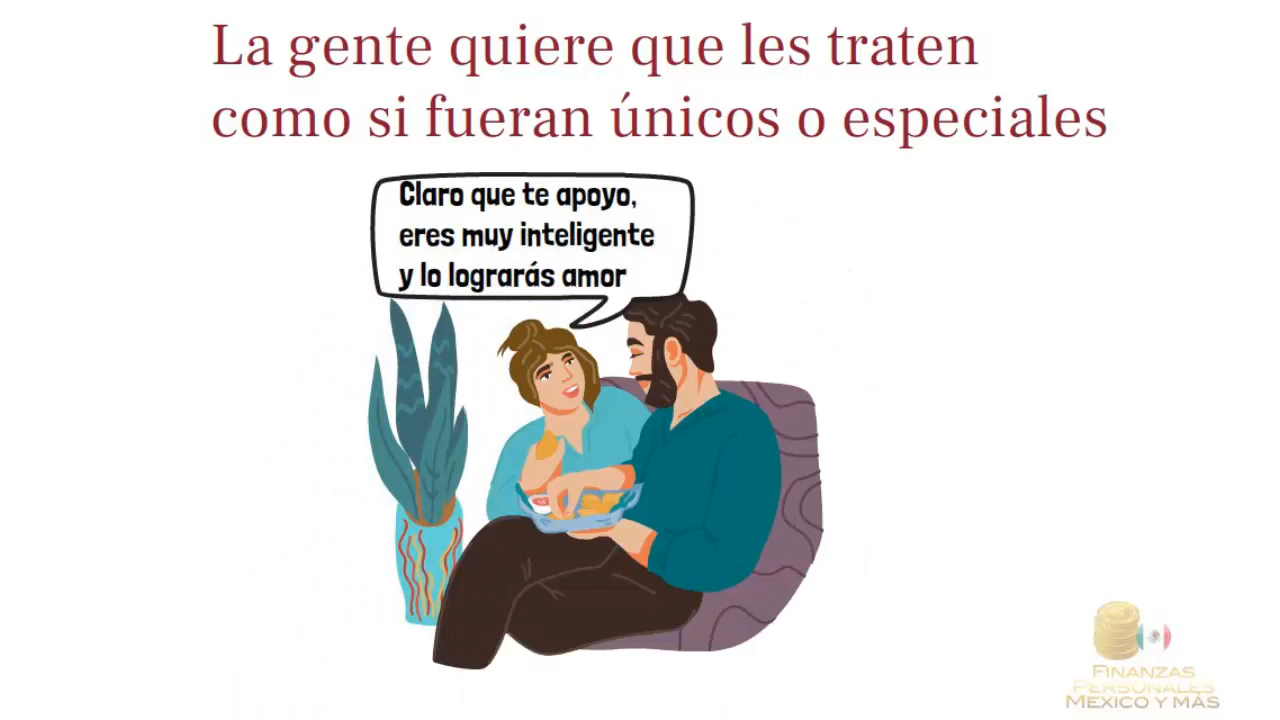 La gente quiere que les traten
como si fueran únicos o especiales
Claro que te apoyo,
eres muy inteligente
y lo lograrás amor
FINANZAS
PERSONALES
MEXICO Y MÁS